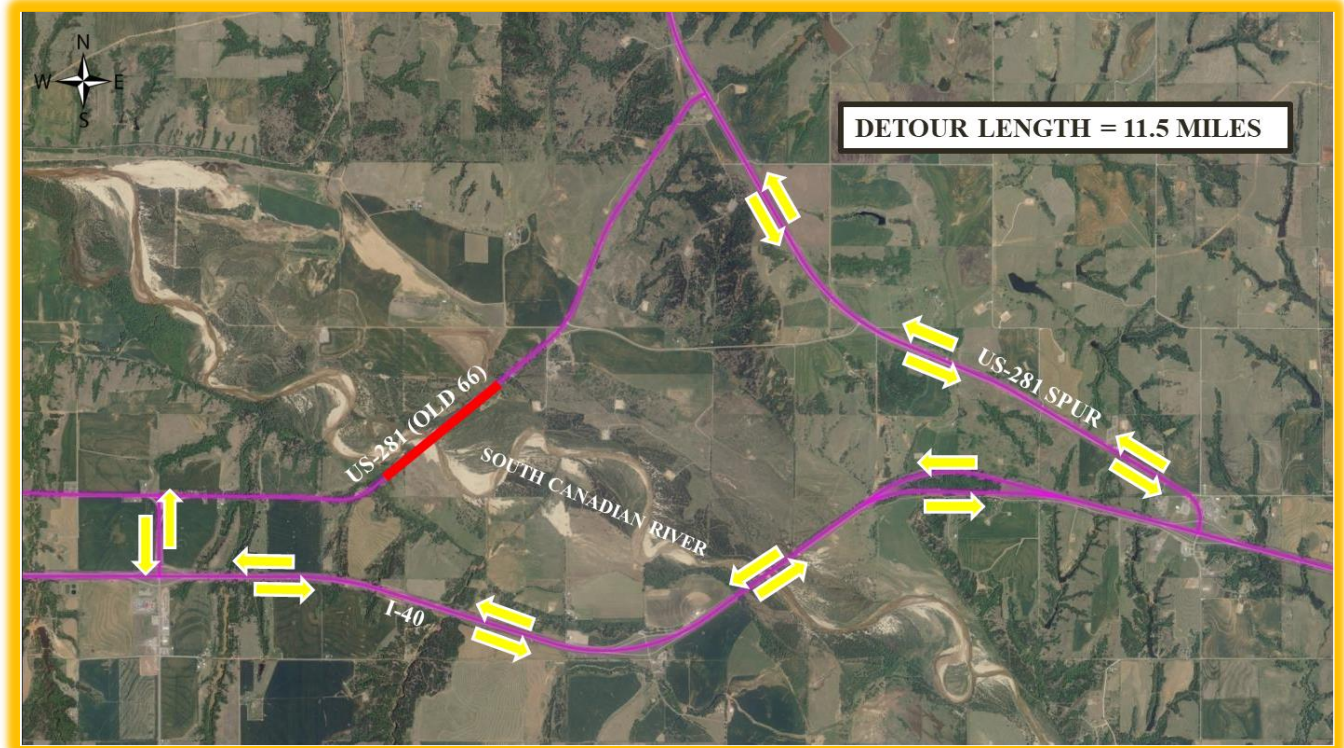 N
W E
S
DETOUR LENGTH = 11.5 MILES
US-281 SPUR
US-281 (OLD 66)
SOUTH CANADIAN RIVER
I-40